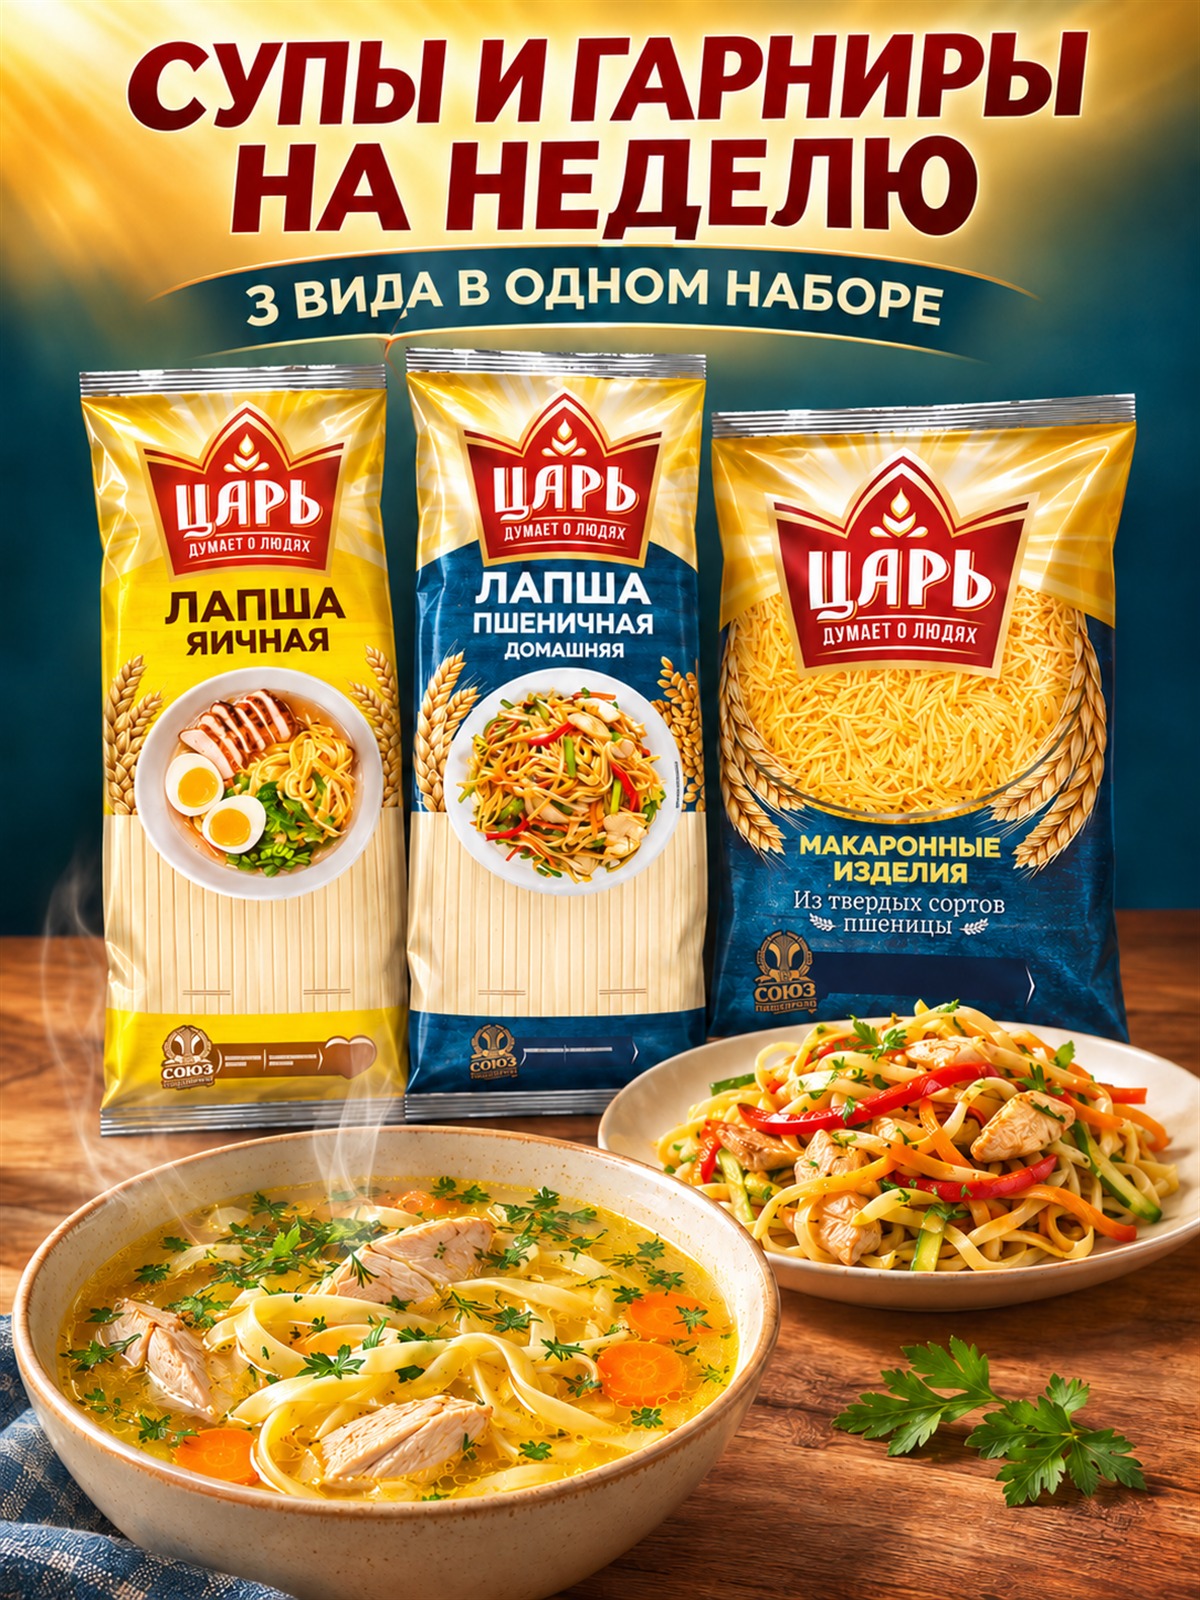 СУПЫ И ГАРНИРЫ
НА НЕДЕЛЮ
3 ВИДА В ОДНОМ НАБОРЕ
ЦАРЬ
ДУМАЕТ О ЛЮДЯХ
ЛАПША
ЯИЧНАЯ
СОЮЗ
ЦАРЬ
ДУМАЕТ О ЛЮДЯХ
ЛАПША
ПШЕНИЧНАЯ
ДОМАШНЯЯ
СОЮЗ
ЦАРЬ
ДУМАЕТ О ЛЮДЯХ
МАКАРОННЫЕ
ИЗДЕЛИЯ
Из твердых сортов
пшеницы
СОЮЗ